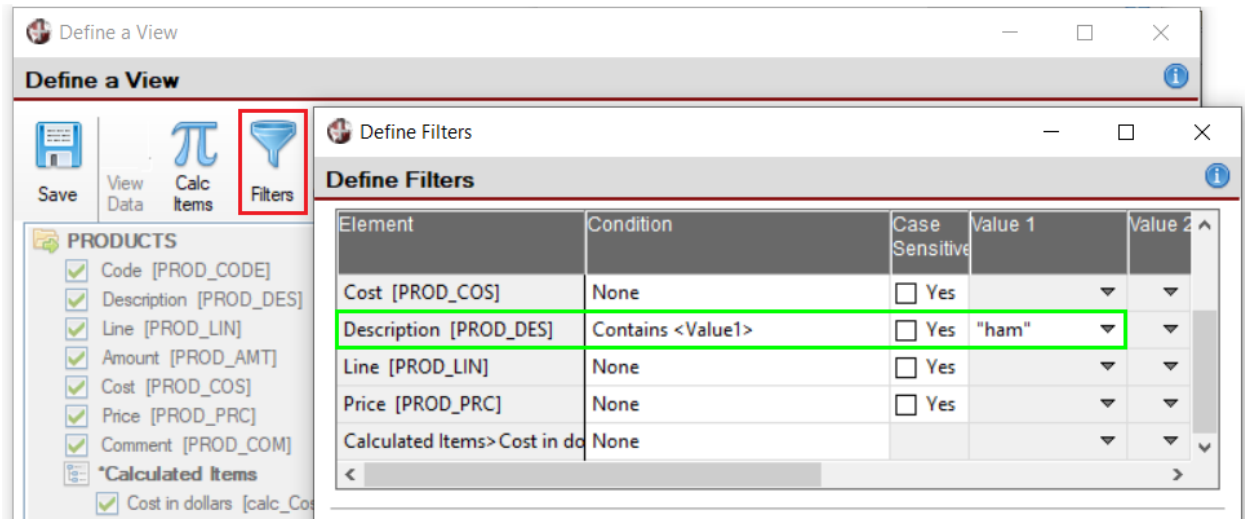 Define a View
Define a View
Save
View
Data
Calc
Items
Filters
PRODUCTS
Code [PROD_CODE]
Description [PROD_DES]
Line [PROD_LIN]
Amount [PROD_AMT]
Cost [PROD_COS]
Price [PROD_PRC]
Comment [PROD_COM]
*Calculated Items
Cost in dollars [calc_Cos
Define Filters
Define Filters
Element Condition Case Sensitive Value 1 Value 2
Cost [PROD_COS] None Yes
Description [PROD_DES] Contains <Value1> Yes "ham"
Line [PROD_LIN] None Yes
Price [PROD_PRC] None Yes
Calculated Items>Cost in do None